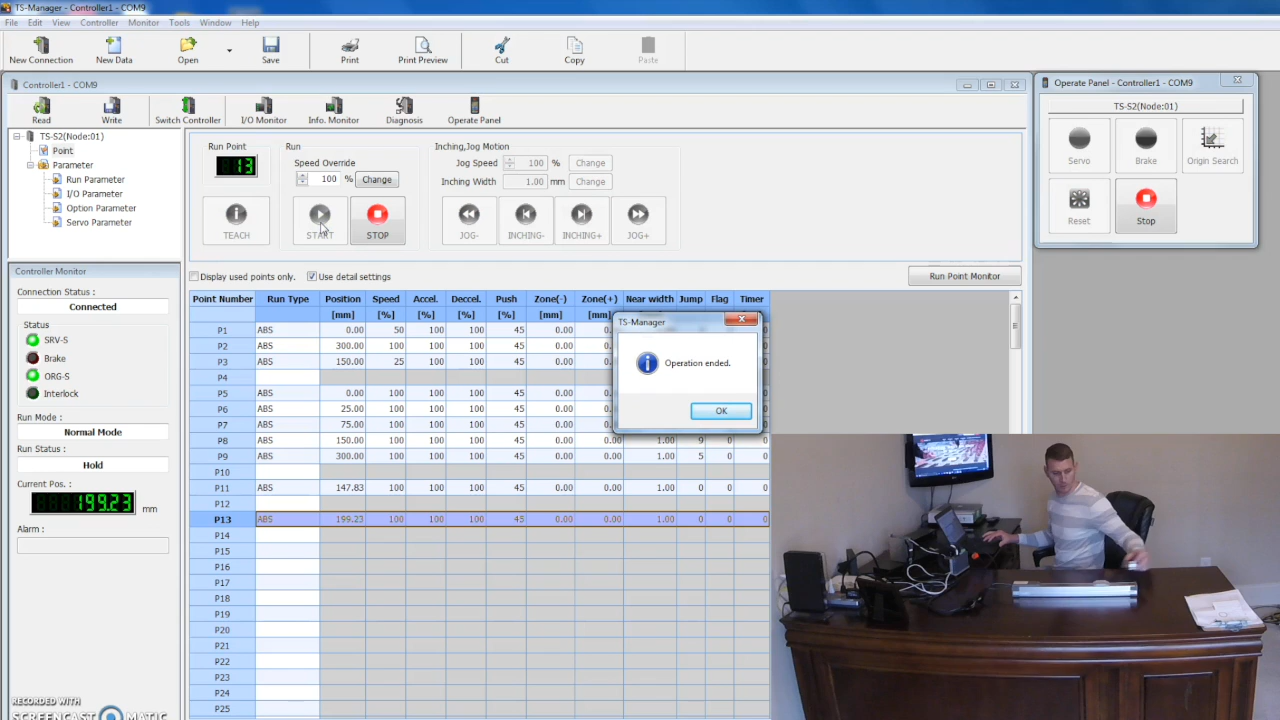 TS-Manager - Controller1 - COM9
File Edit View Controller Monitor Tools Window Help
New Connection New Data Open Save Print Print Preview Cut Copy Paste
Controller1 - COM9
Read Write Switch Controller I/O Monitor Info. Monitor Diagnosis Operate Panel
TS-S2(Node:01)
Point
Parameter
Run Parameter
I/O Parameter
Option Parameter
Servo Parameter
Run Point
13
Run
Speed Override
100 % Change
Inching,Jog Motion
Jog Speed 100 % Change
Inching Width 1.00 mm Change
TEACH START STOP JOG- INCHING- INCHING+ JOG+
Display used points only. Use detail settings Run Point Monitor
Controller Monitor
Connection Status :
Connected
Status
SRV-S
Brake
ORG-S
Interlock
Run Mode :
Normal Mode
Run Status :
Hold
Current Pos. :
199.23 mm
Alarm :
Point Number Run Type Position Speed Accel. Deccel. Push Zone(-) Zone(+) Near width Jump Flag Timer
[mm] [%] [%] [%] [%] [mm] [mm]
P1 ABS 0.00 50 100 100 45 0.00
P2 ABS 300.00 100 100 100 45 0.00
P3 ABS 150.00 25 100 100 45 0.00
P4
P5 ABS 0.00 100 100 100 45 0.00
P6 ABS 25.00 100 100 100 45 0.00
P7 ABS 75.00 100 100 100 45 0.00
P8 ABS 150.00 100 100 100 45 0.00 0.00 1.00 9 0 0
P9 ABS 300.00 100 100 100 45 0.00 0.00 1.00 5 0 0
P10
P11 ABS 147.83 100 100 100 45 0.00 0.00 1.00 0 0 0
P12
P13 ABS 199.23 100 100 100 45 0.00 0.00 1.00 0 0 0
P14
P15
P16
P17
P18
P19
P20
P21
P22
P23
P24
P25
TS-Manager
Operation ended.
OK
Operate Panel - Controller1 - COM9
TS-S2(Node:01)
Servo Brake Origin Search
Reset Stop
RECORDED WITH
SCREENCAST MATIC